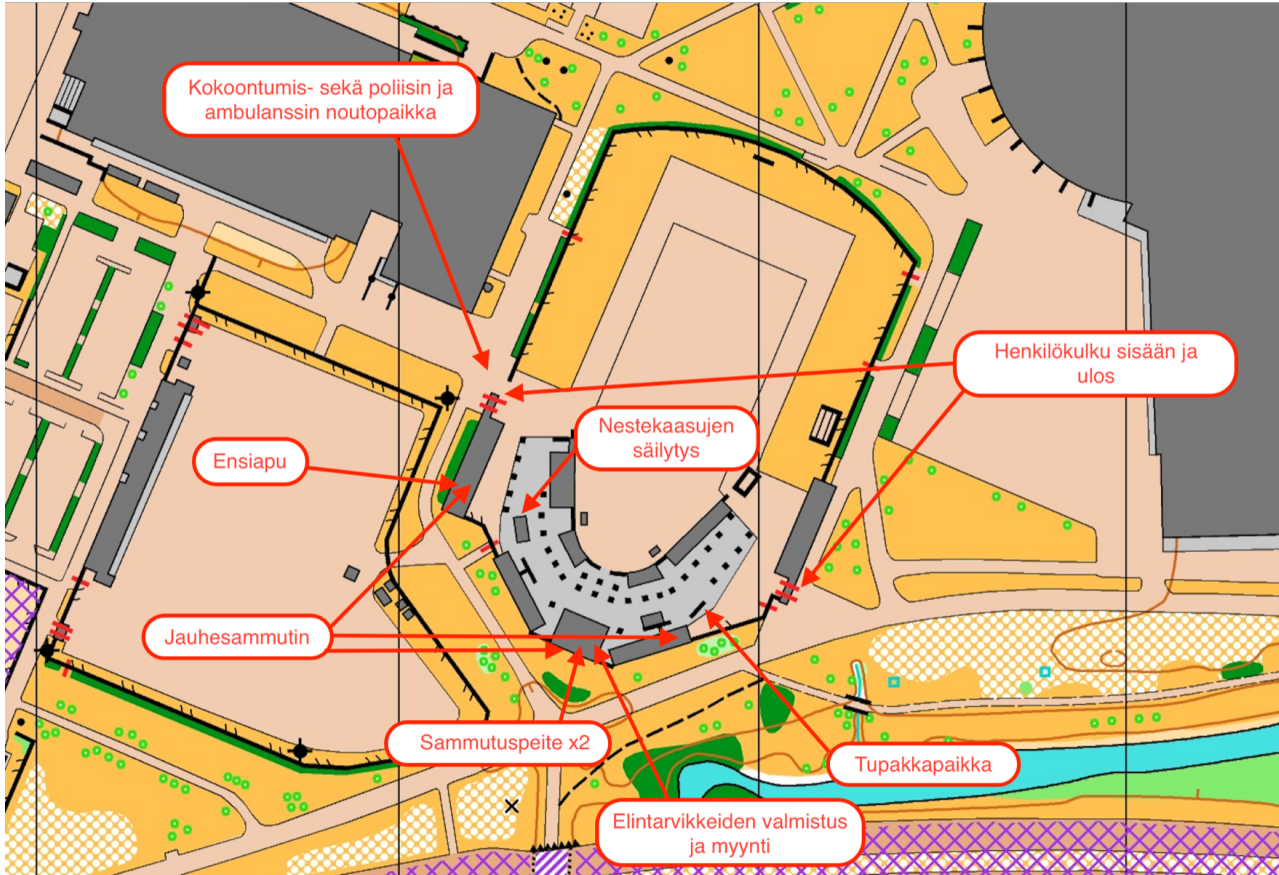 Kokoontumis- sekä poliisin ja
ambulanssin noutopaikka
Henkilökulku sisään ja
ulos
Nestekaasujen
säilytys
Ensiapu
Jauhesammutin
Sammutuspeite x2
Tupakkapaikka
Elintarvikkeiden valmistus
ja myynti